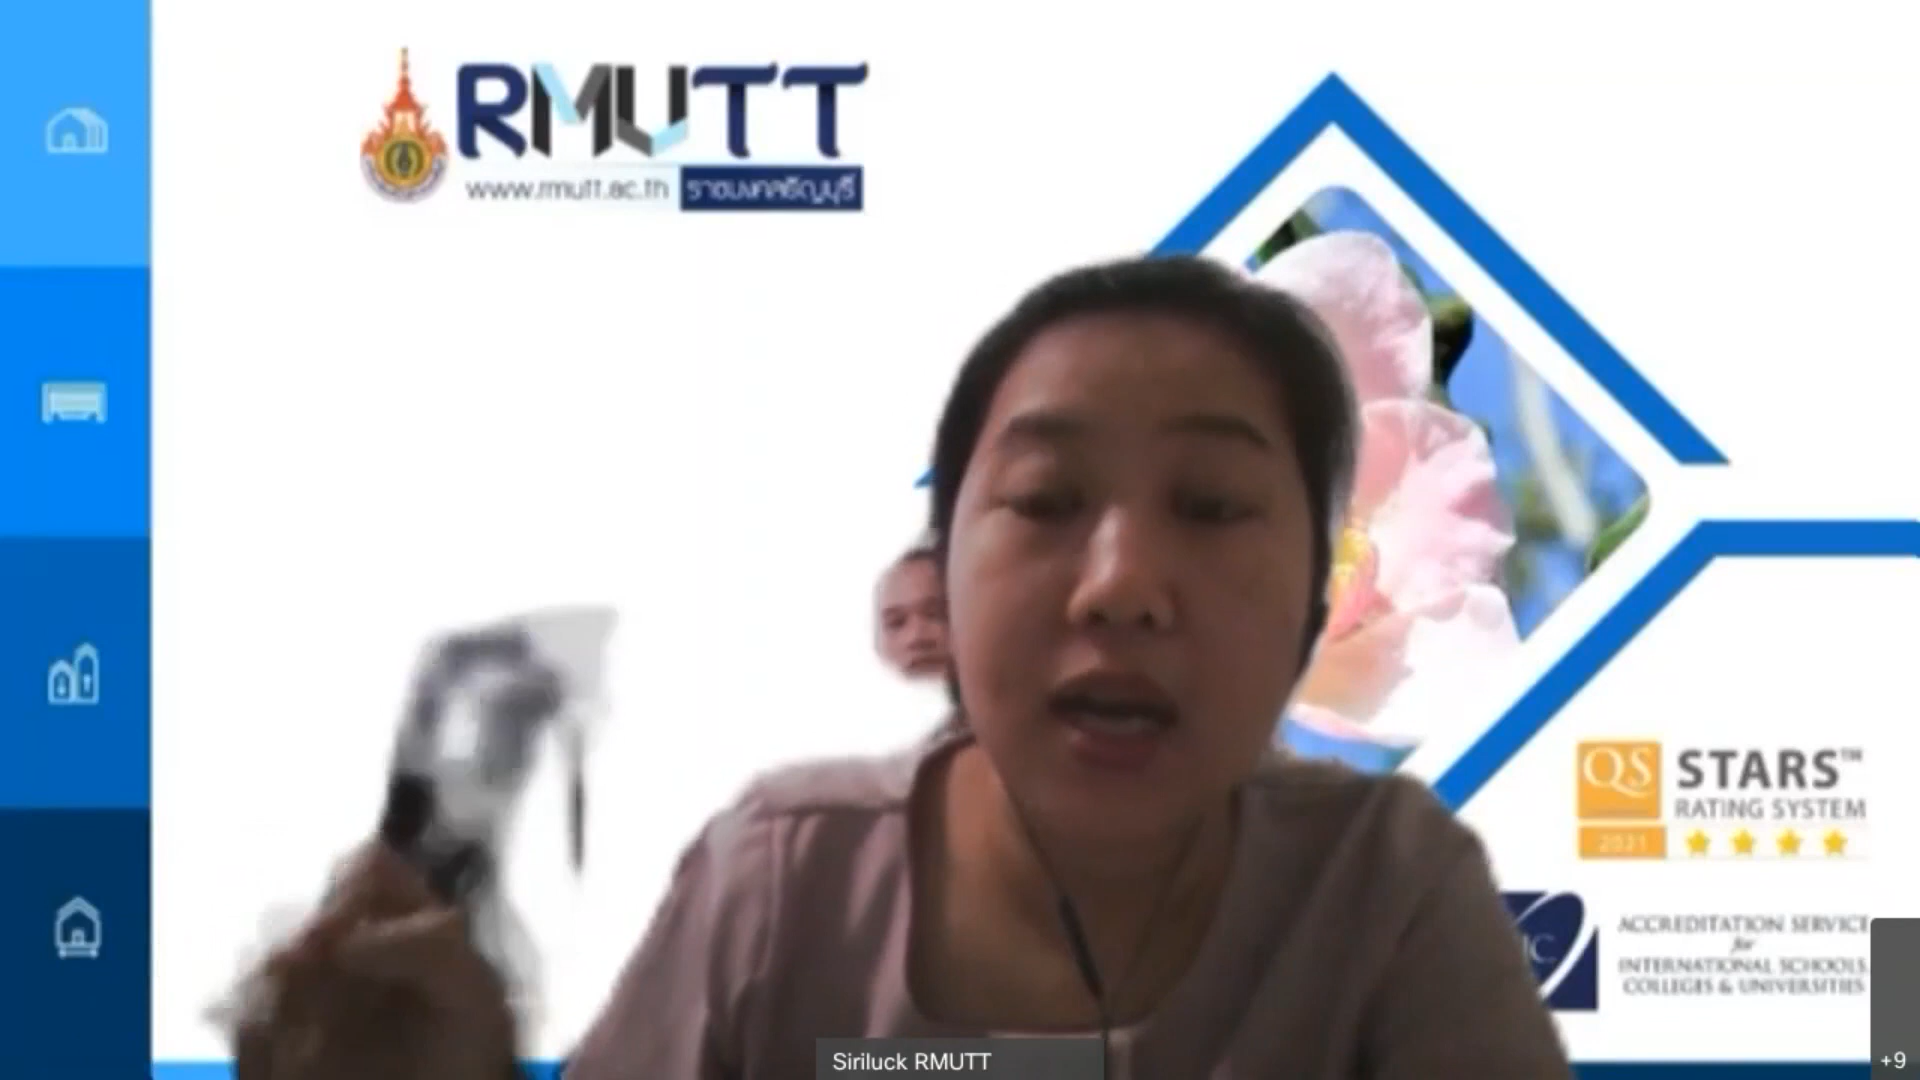 RMUTT
www.rmutt.ac.th ราชมงคลธัญบุรี
QS STARS™
RATING SYSTEM
2021
ACCREDITATION SERVICE
for
INTERNATIONAL SCHOOLS,
COLLEGES & UNIVERSITIES
Siriluck RMUTT
+9